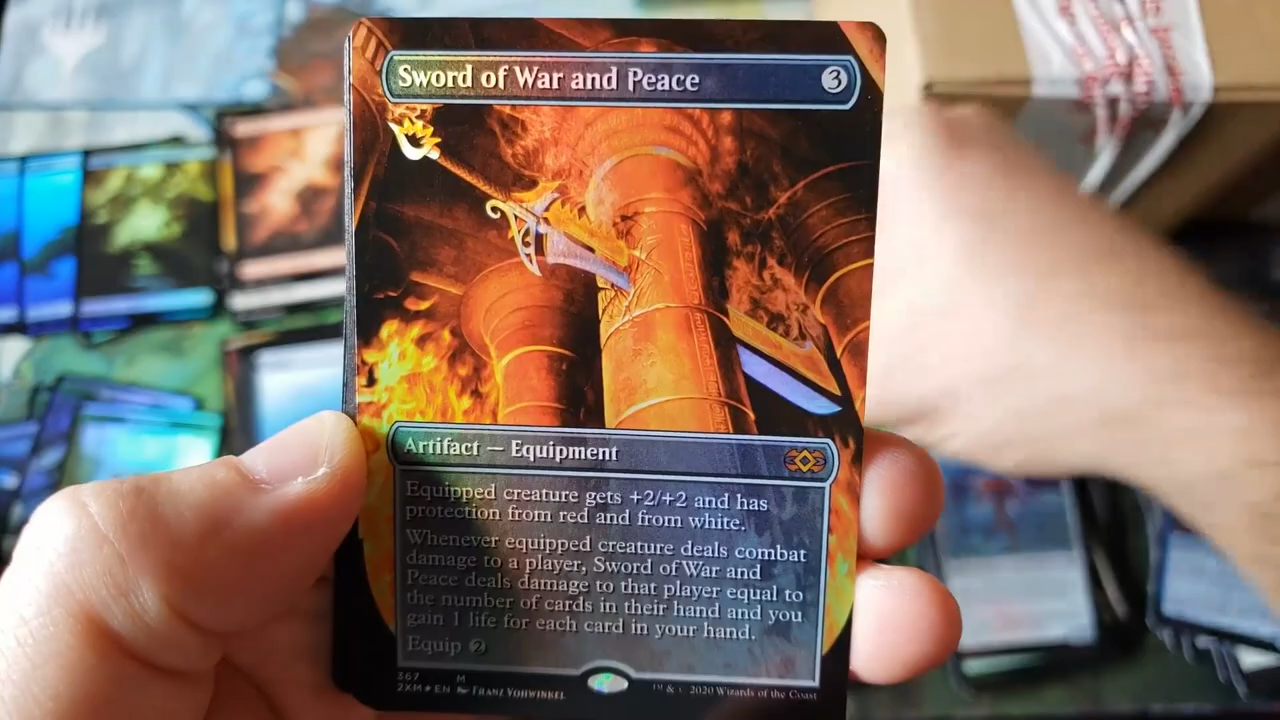 Sword of War and Peace 3
Artifact — Equipment
Equipped creature gets +2/+2 and has
protection from red and from white.
Whenever equipped creature deals combat
damage to a player, Sword of War and
Peace deals damage to that player equal to
the number of cards in their hand and you
gain 1 life for each card in your hand.
Equip 2
367 M
2XM★EN Franz Vohwinkel
™ & © 2020 Wizards of the Coast